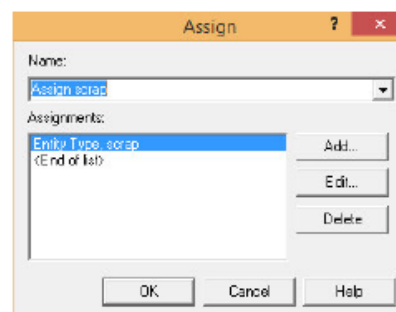 Assign ? ×
Name:
Assign scrap
Assignments:
Entity Type, scrap
<End of list>
Add...
Edit...
Delete
OK Cancel Help